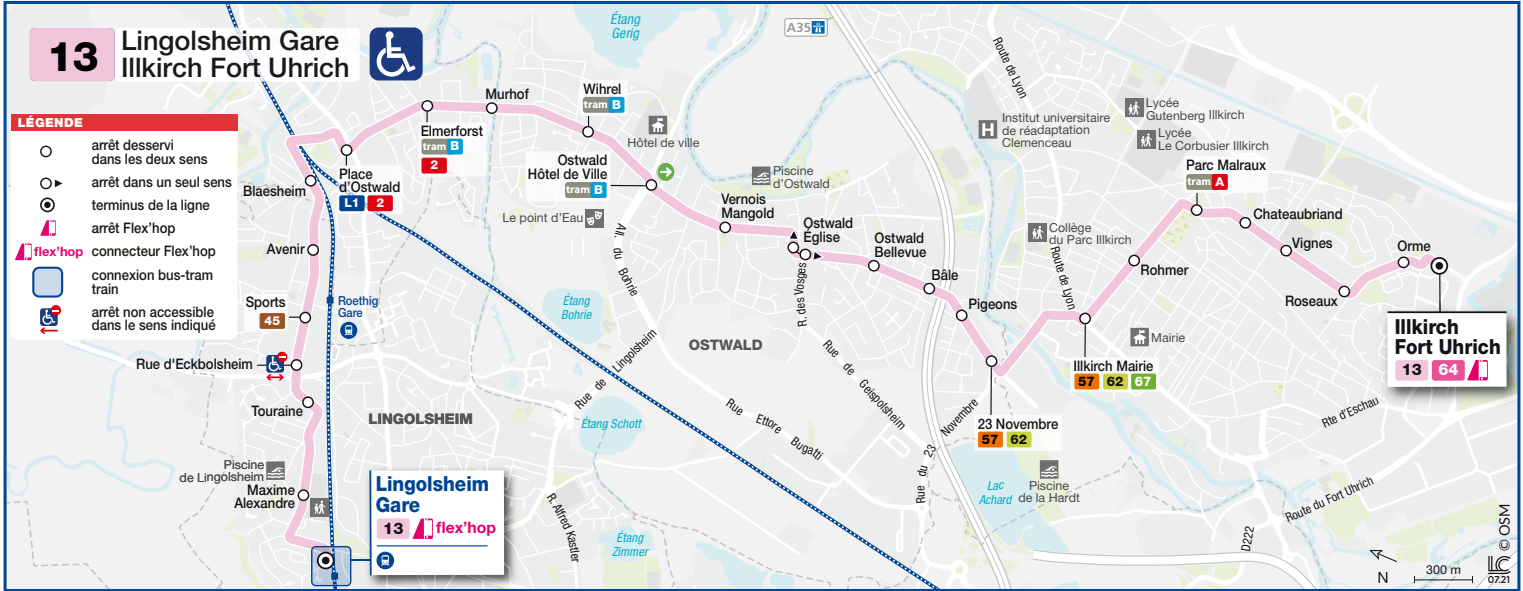 13
Lingolsheim Gare
Illkirch Fort Uhrich
LÉGENDE
arrêt desservi
dans les deux sens
arrêt dans un seul sens
terminus de la ligne
arrêt Flex'hop
flex'hop
connecteur Flex'hop
connexion bus-tram
train
arrêt non accessible
dans le sens indiqué
Étang
Gerig
A35
Blaesheim
Avenir
Sports
45
Rue d'Eckbolsheim
Touraine
Piscine
de Lingolsheim
Maxime
Alexandre
Roethig
Gare
LINGOLSHEIM
Lingolsheim
Gare
13 flex'hop
Place
d'Ostwald
L1 2
Elmerforst
tram B
2
Murhof
Wihrel
tram B
Hôtel de ville
Ostwald
Hôtel de Ville
tram B
Le point d'Eau
All. du Bohrie
Étang
Bohrie
Rue de Lingolsheim
Étang Schott
R. Alfred Kastler
Étang
Zimmer
Piscine
d'Ostwald
Vernois
Mangold
Ostwald
Église
R. des Vosges
Ostwald
Bellevue
Bâle
Pigeons
OSTWALD
Rue de Geispolsheim
Rue Ettore Bugatti
Rue du 23 Novembre
23 Novembre
57 62
Lac
Achard
Piscine
de la Hardt
Route de Lyon
H
Institut universitaire
de réadaptation
Clemenceau
Lycée
Gutenberg Illkirch
Lycée
Le Corbusier Illkirch
Parc Malraux
tram A
Collège
du Parc Illkirch
Route de Lyon
Rohmer
Chateaubriand
Vignes
Roseaux
Orme
Mairie
Illkirch Mairie
57 62 67
Illkirch
Fort Uhrich
13 64
Rte d'Eschau
Route du Fort Uhrich
D222
N
300 m
LC
07.21
© OSM